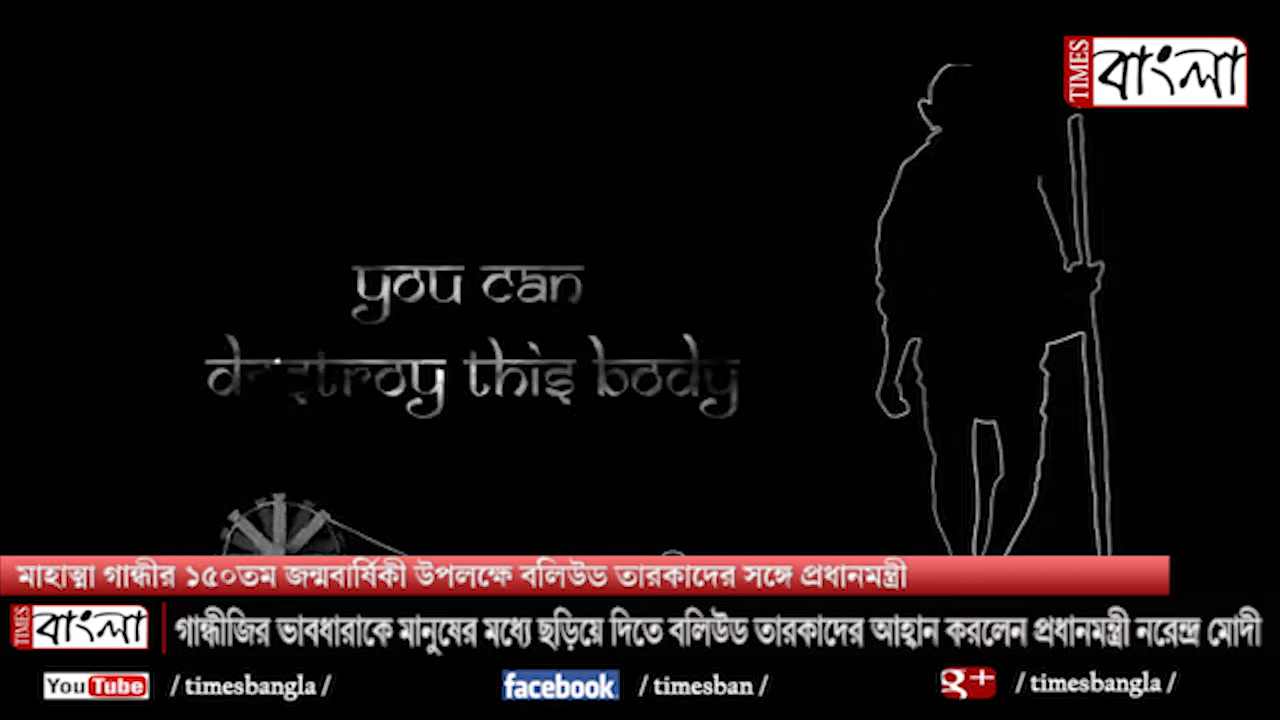 TIMES বাংলা
you can
destroy this body
মাহাত্মা গান্ধীর ১৫০তম জন্মবার্ষিকী উপলক্ষে বলিউড তারকাদের সঙ্গে প্রধানমন্ত্রী
TIMES বাংলা গান্ধীজির ভাবধারাকে মানুষের মধ্যে ছড়িয়ে দিতে বলিউড তারকাদের আহ্বান করলেন প্রধানমন্ত্রী নরেন্দ্র মোদী
YouTube / timesbangla / facebook / timesban / g+ / timesbangla /